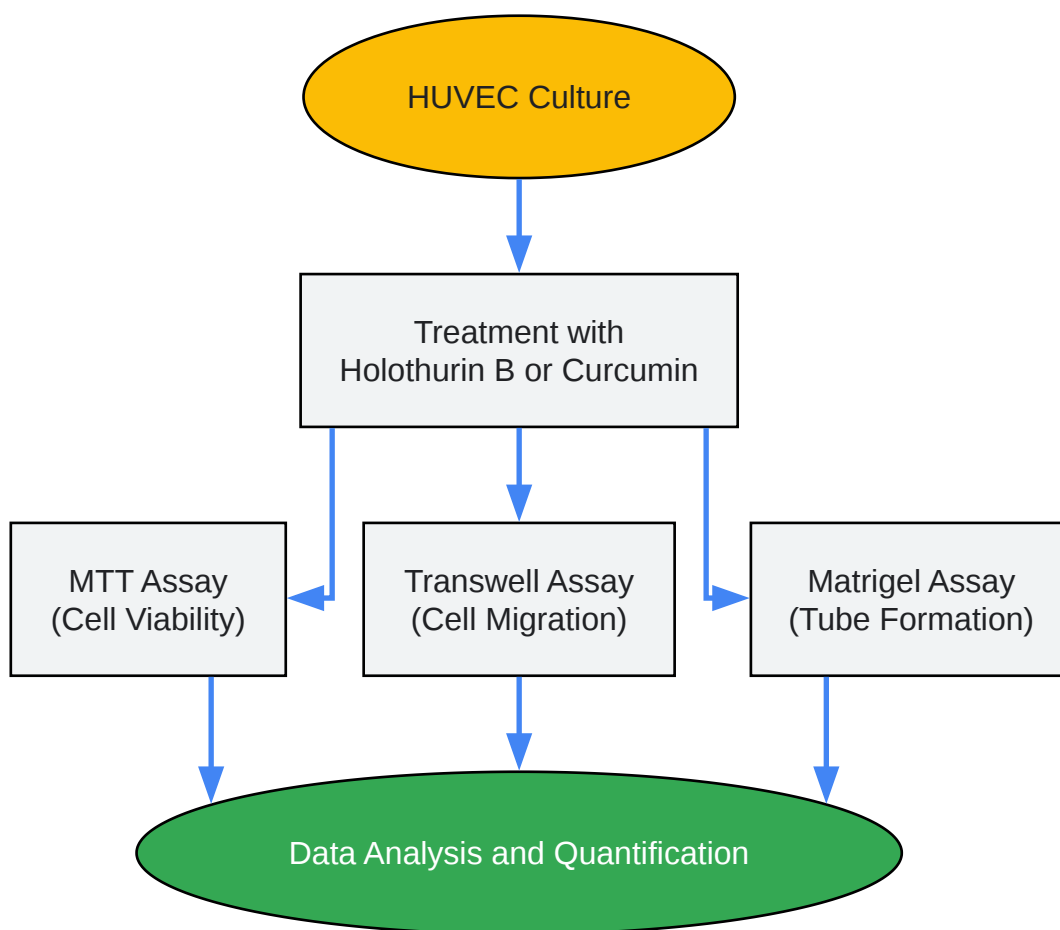 HUVEC Culture
Treatment with
Holothurin B or Curcumin
MTT Assay
(Cell Viability)
Transwell Assay
(Cell Migration)
Matrigel Assay
(Tube Formation)
Data Analysis and Quantification